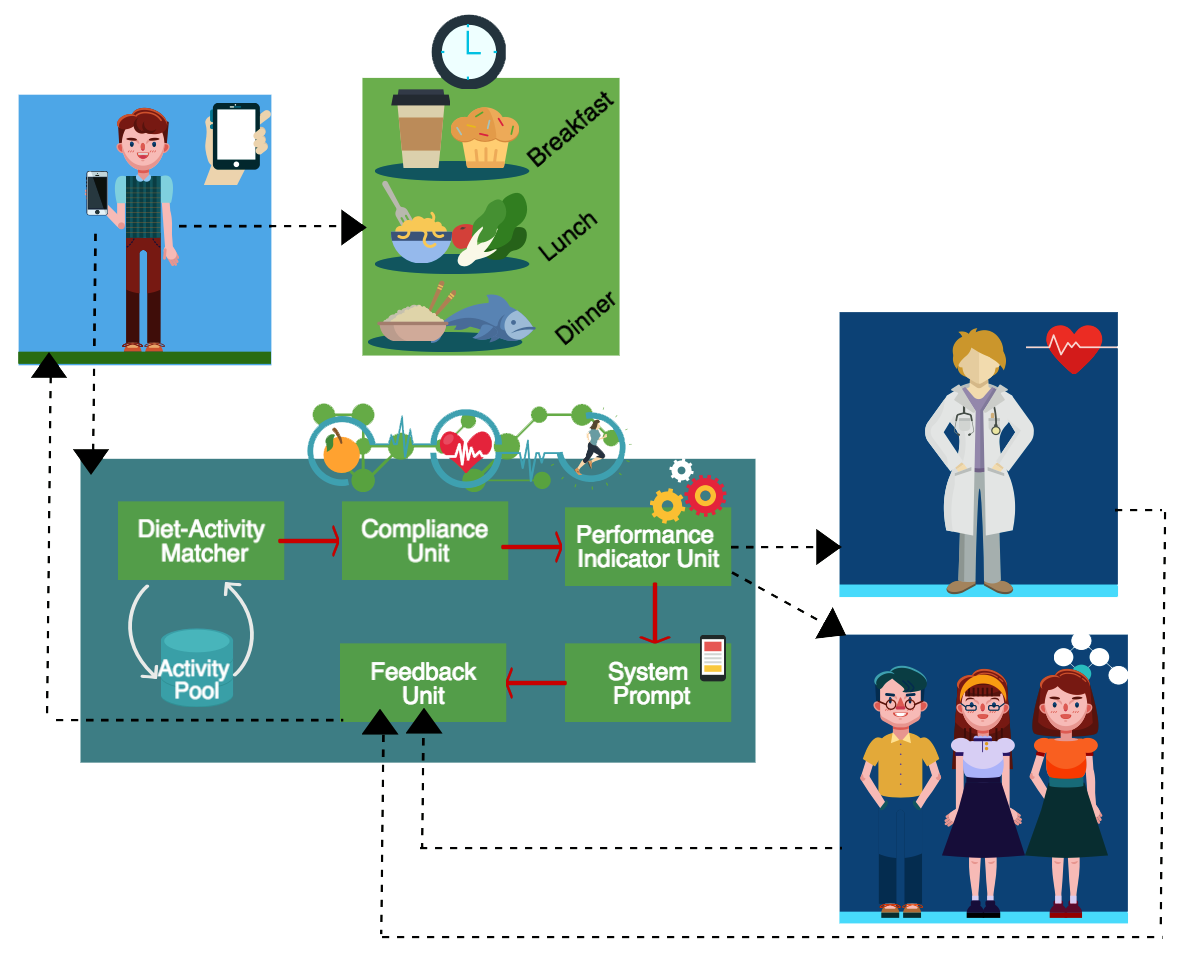 Breakfast
Lunch
Dinner
Diet-Activity
Matcher
Compliance
Unit
Performance
Indicator Unit
Activity
Pool
Feedback
Unit
System
Prompt